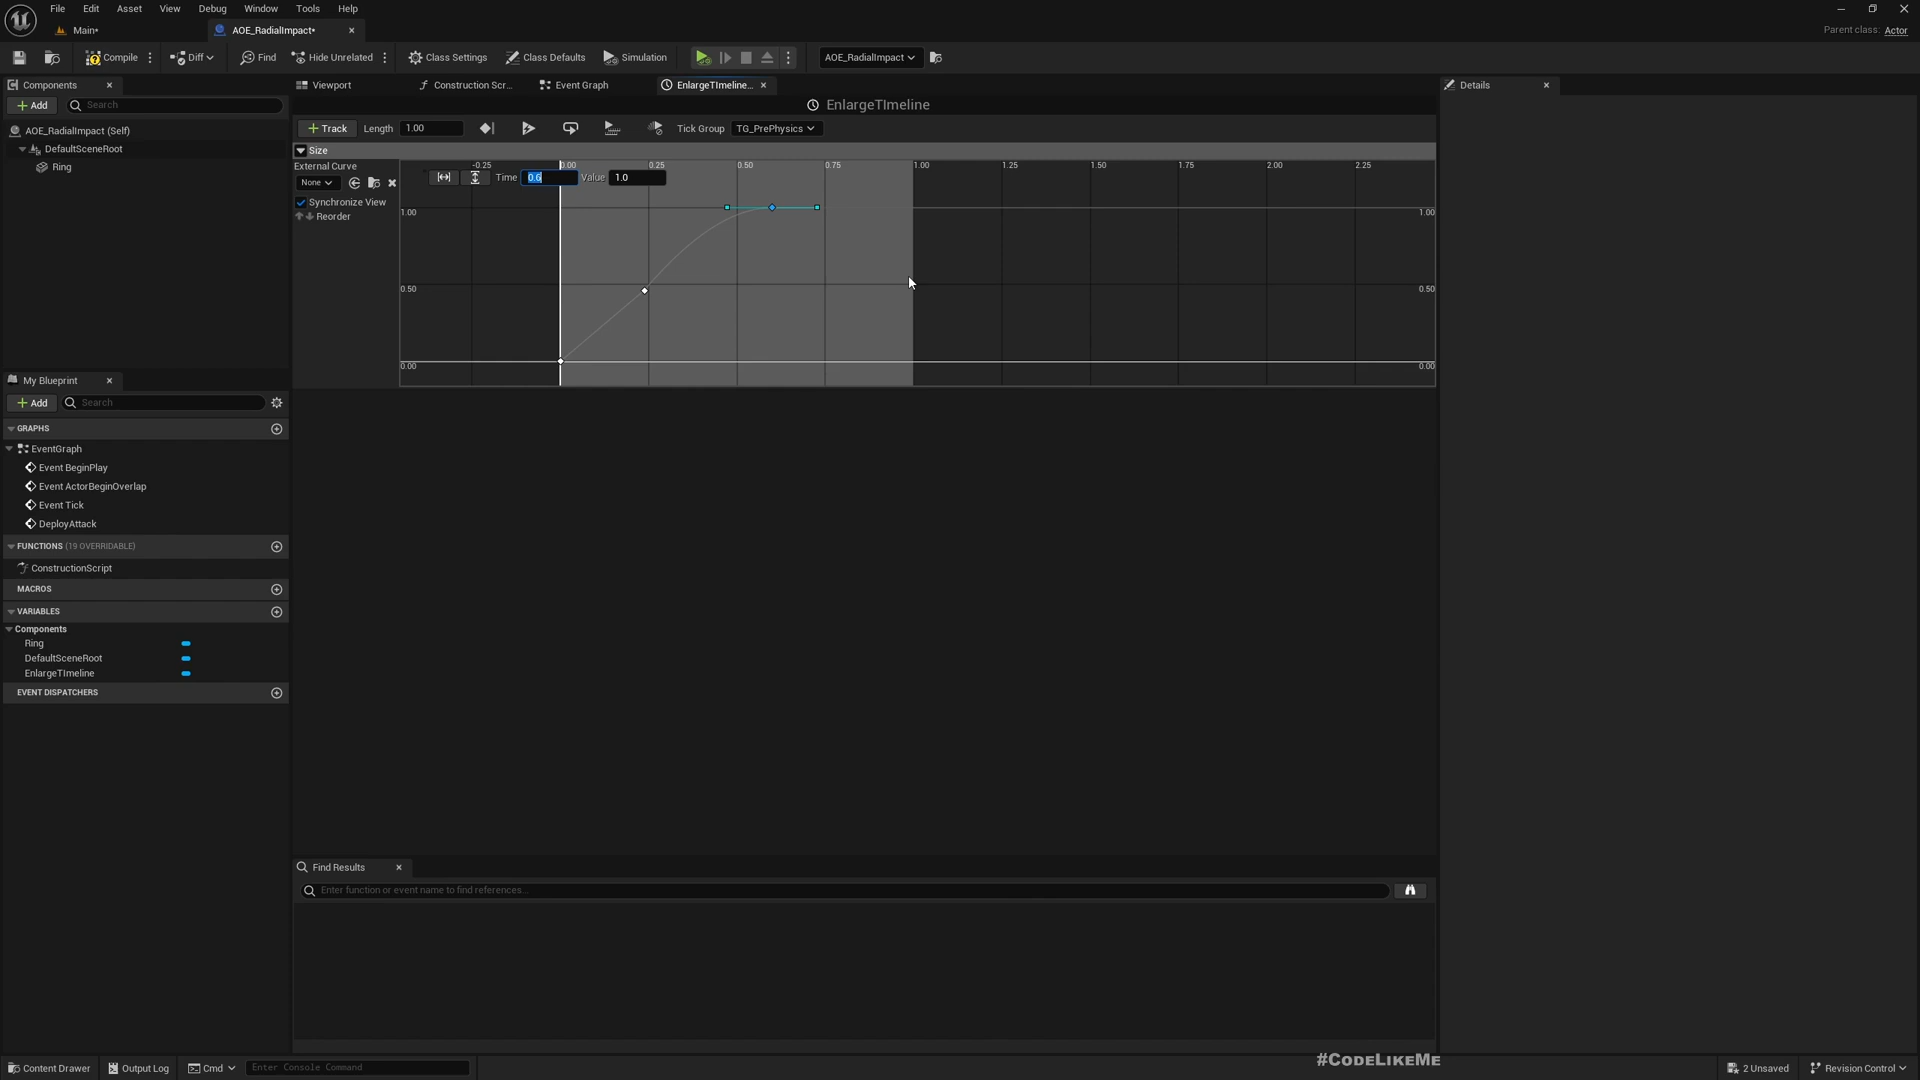 File Edit Asset View Debug Window Tools Help
Main•
AOE_RadialImpact•
Parent class: Actor
Compile
Diff
Find
Hide Unrelated
Class Settings
Class Defaults
Simulation
AOE_RadialImpact
Components
Viewport
Construction Scr...
Event Graph
EnlargeTImeline...
Details
Add
Search
EnlargeTImeline
AOE_RadialImpact (Self)
Track
Length
1.00
Tick Group
TG_PrePhysics
DefaultSceneRoot
Size
Ring
External Curve
-0.25 0.00 0.25 0.50 0.75 1.00 1.25 1.50 1.75 2.00 2.25
None
Time 0.6 Value 1.0
Synchronize View
Reorder
1.00 1.00
0.50 0.50
0.00 0.00
My Blueprint
Add
Search
GRAPHS
EventGraph
Event BeginPlay
Event ActorBeginOverlap
Event Tick
DeployAttack
FUNCTIONS (19 OVERRIDABLE)
ConstructionScript
MACROS
VARIABLES
Components
Ring
DefaultSceneRoot
EnlargeTImeline
EVENT DISPATCHERS
Find Results
Enter function or event name to find references...
#CodeLikeMe
Content Drawer
Output Log
Cmd
Enter Console Command
2 Unsaved
Revision Control